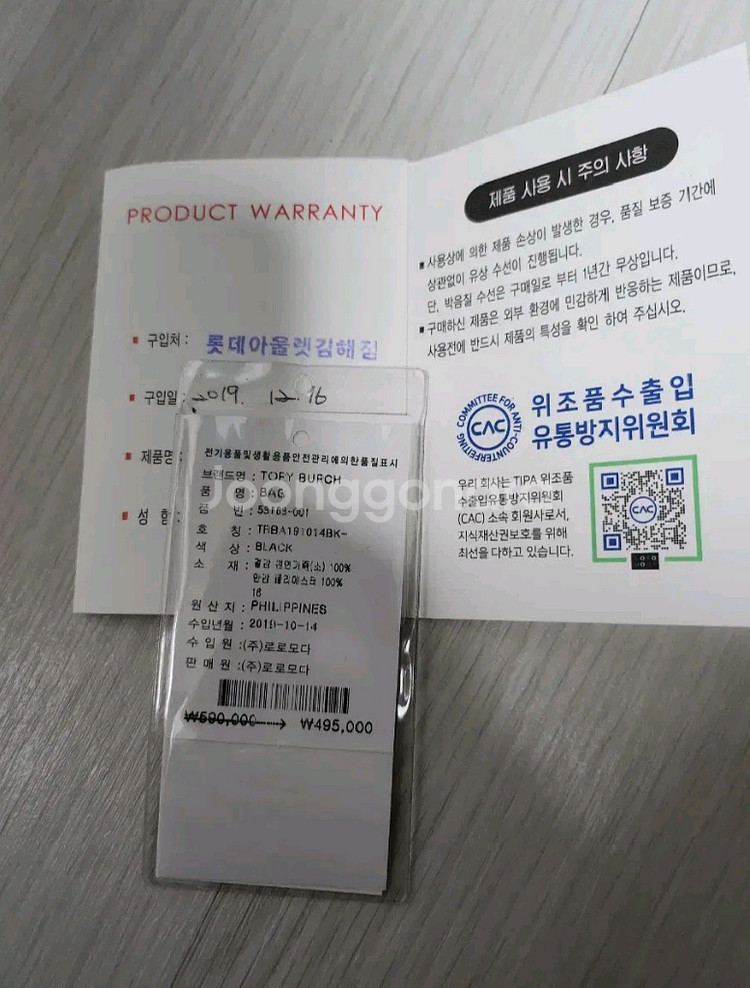 PRODUCT WARRANTY
구입처 : 롯데아울렛김해점
구입일 : 2019. 12. 16
제품명 :
성 함 :
전기용품및생활용품안전관리에의한품질표시
브랜드명 : TORY BURCH
품 명 : BAG
품 번 : 58168-001
호 칭 : TRBA191014BK-
색 상 : BLACK
소 재 : 겉감 천연가죽(소) 100%
안감 폴리에스터 100%
16
원 산 지 : PHILIPPINES
수입년월 : 2019-10-14
수 입 원 :(주)로로모다
판 매 원 :(주)로로모다
₩590,000 ₩495,000
제품 사용 시 주의 사항
사용상에 의한 제품 손상이 발생한 경우, 품질 보증 기간에
상관없이 유상 수선이 진행됩니다.
단, 박음질 수선은 구매일로 부터 1년간 무상입니다.
구매하신 제품은 외부 환경에 민감하게 반응하는 제품이므로,
사용전에 반드시 제품의 특성을 확인 하여 주십시오.
COMMITTEE FOR ANTI-COUNTERFEITING
CAC
위조품수출입
유통방지위원회
우리 회사는 TIPA 위조품
수출입유통방지위원회
(CAC) 소속 회원사로서,
지식재산권보호를 위해
최선을 다하고 있습니다.
CAC
Joonggon